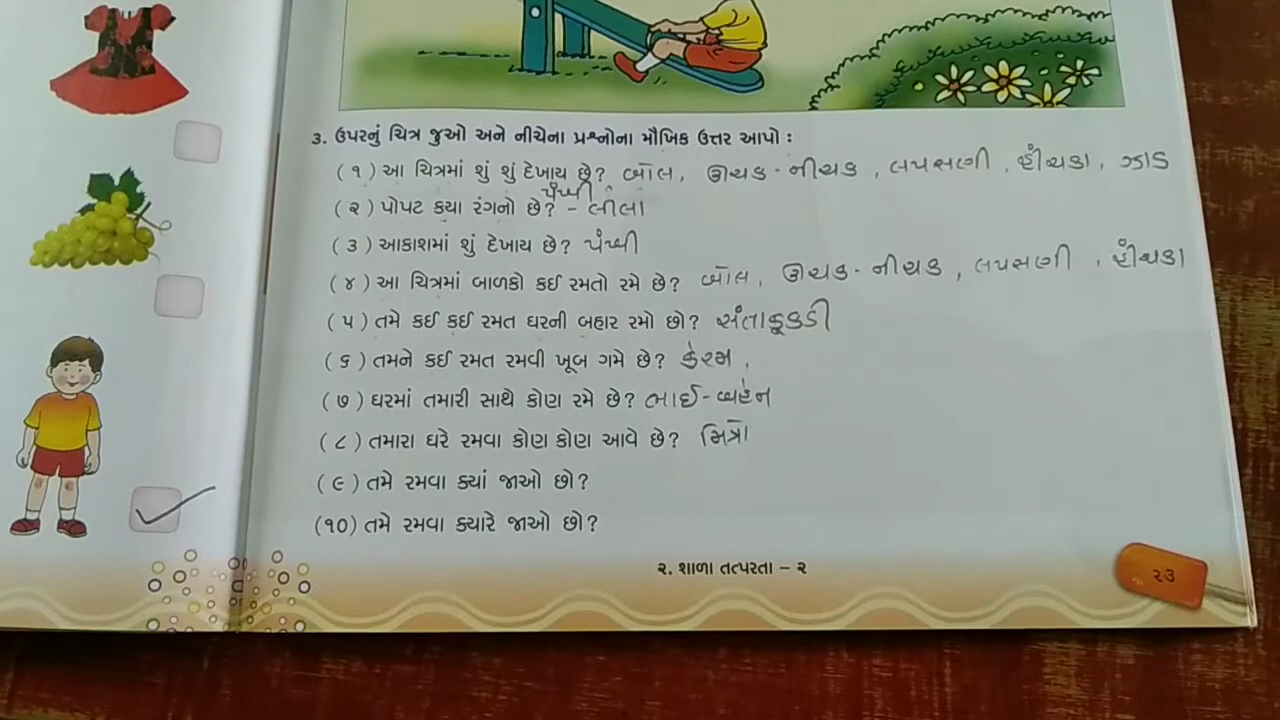 ૩. ઉપરનું ચિત્ર જુઓ અને નીચેના પ્રશ્નોના મૌખિક ઉત્તર આપો :
(૧) આ ચિત્રમાં શું શું દેખાય છે? બૉલ, ઊચક-નીચક, લપસણી, હીંચકા, ઝાડ
પંખી
(૨) પોપટ કયા રંગનો છે? - લીલા
(૩) આકાશમાં શું દેખાય છે? પંખી
(૪) આ ચિત્રમાં બાળકો કઈ રમતો રમે છે? બૉલ, ઊચક-નીચક, લપસણી, હીંચકા
(૫) તમે કઈ કઈ રમત ઘરની બહાર રમો છો? સંતાકૂકડી
(૬) તમને કઈ રમત રમવી ખૂબ ગમે છે? કેરમ,
(૭) ઘરમાં તમારી સાથે કોણ રમે છે? ભાઈ-બહેન
(૮) તમારા ઘરે રમવા કોણ કોણ આવે છે? મિત્રો
(૯) તમે રમવા ક્યાં જાઓ છો?
(૧૦) તમે રમવા ક્યારે જાઓ છો?
૨. શાળા તત્પરતા – ૨
૨૩